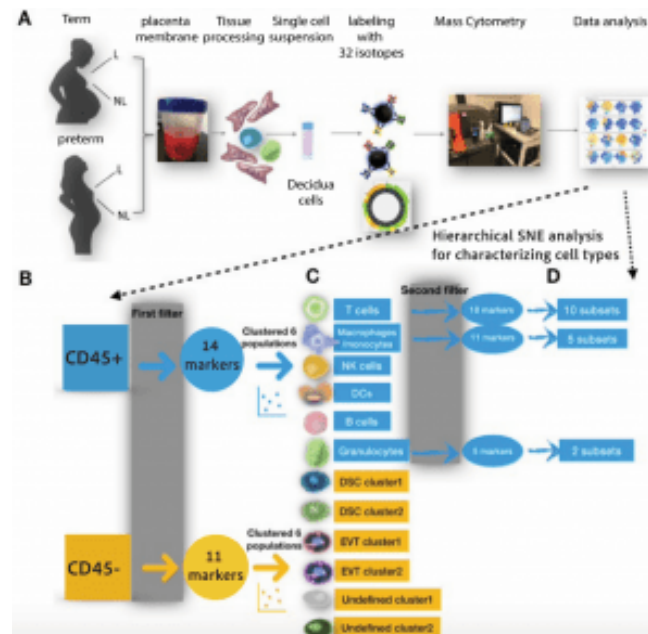 A
Term
L
NL
preterm
L
NL
placenta
membrane
Tissue
processing
Single cell
suspension
Decidua
cells
labeling
with
32 isotopes
Mass Cytometry
Data analysis
Hierarchical SNE analysis
for characterizing cell types
B
First filter
CD45+
14
markers
Clustered 6
populations
CD45-
11
markers
Clustered 6
populations
C
T cells
Macrophages
/monocytes
NK cells
DCs
B cells
Granulocytes
DSC cluster1
DSC cluster2
EVT cluster1
EVT cluster2
Undefined cluster1
Undefined cluster2
Second filter
markers
11 markers
markers
D
10 subsets
5 subsets
2 subsets